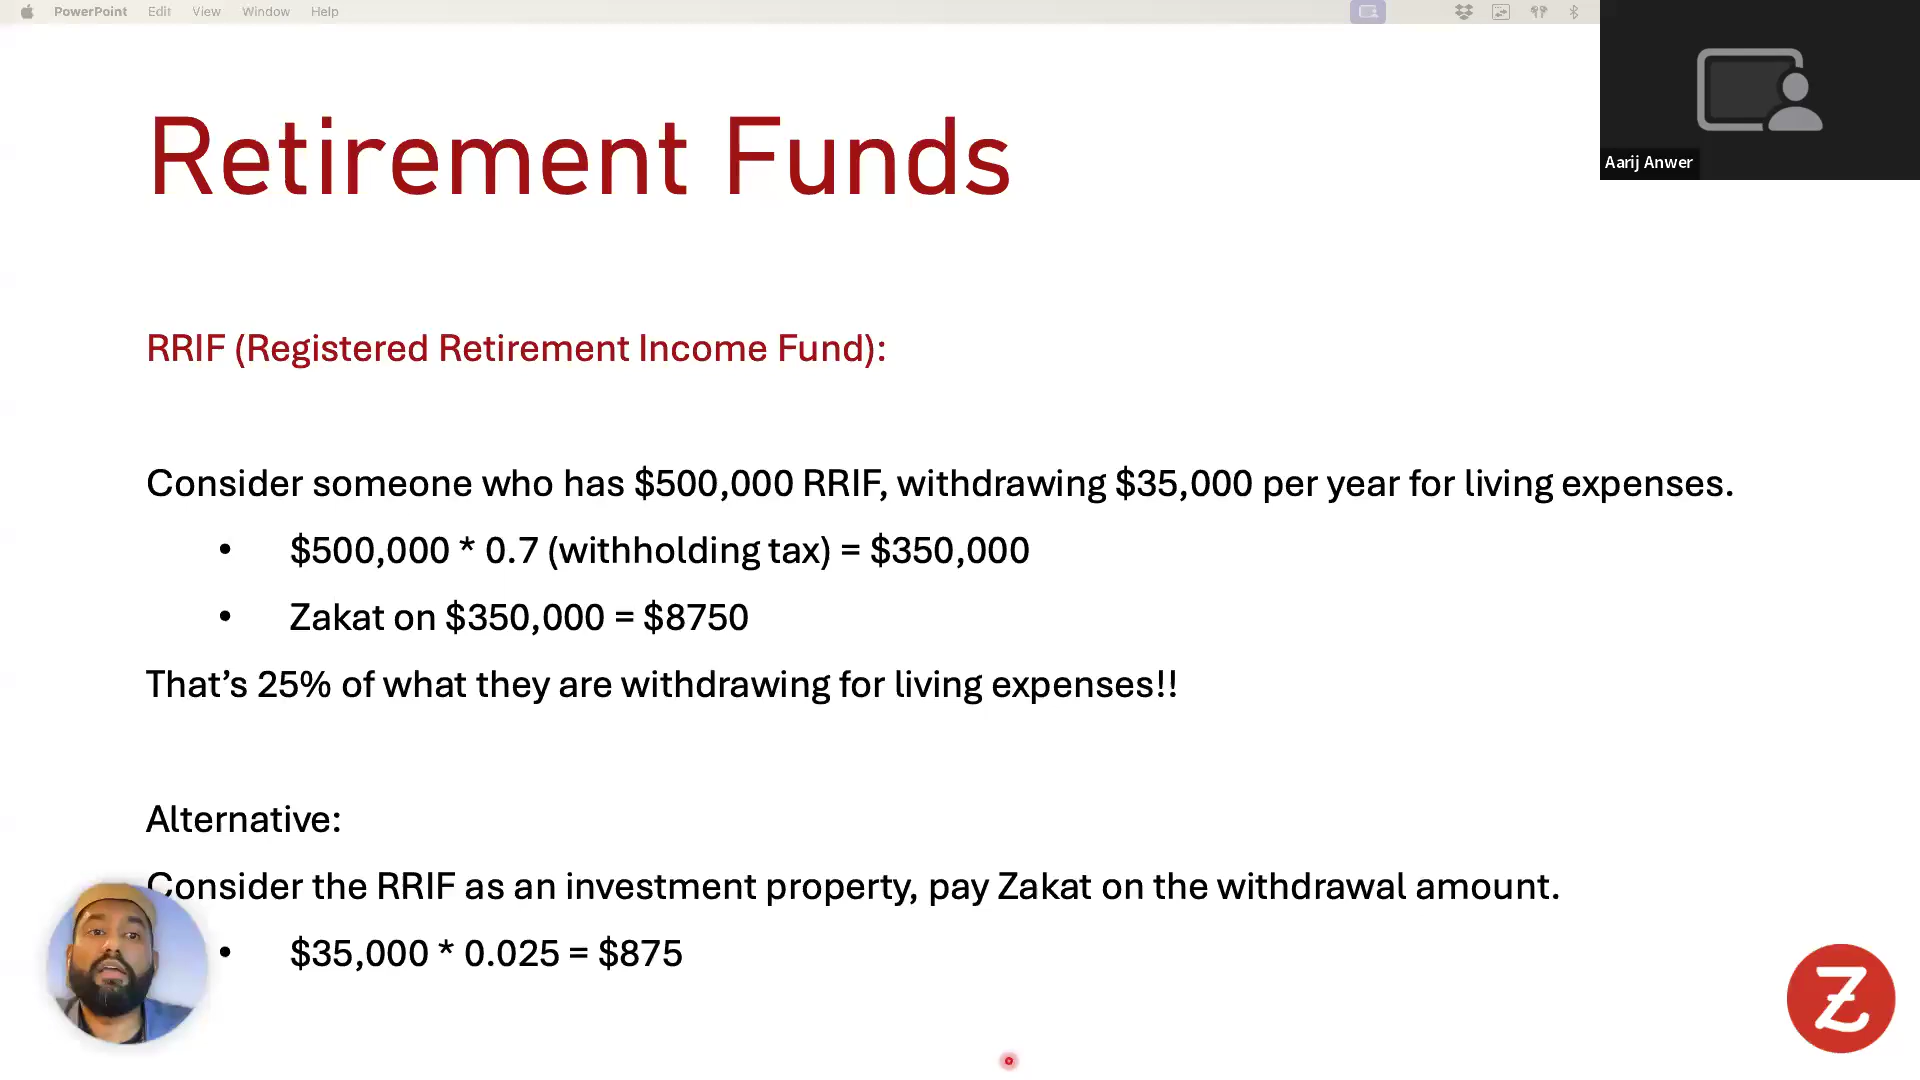 PowerPoint Edit View Window Help
Aarij Anwer
Retirement Funds
RRIF (Registered Retirement Income Fund):
Consider someone who has $500,000 RRIF, withdrawing $35,000 per year for living expenses.
• $500,000 * 0.7 (withholding tax) = $350,000
• Zakat on $350,000 = $8750
That’s 25% of what they are withdrawing for living expenses!!
Alternative:
Consider the RRIF as an investment property, pay Zakat on the withdrawal amount.
• $35,000 * 0.025 = $875
Z